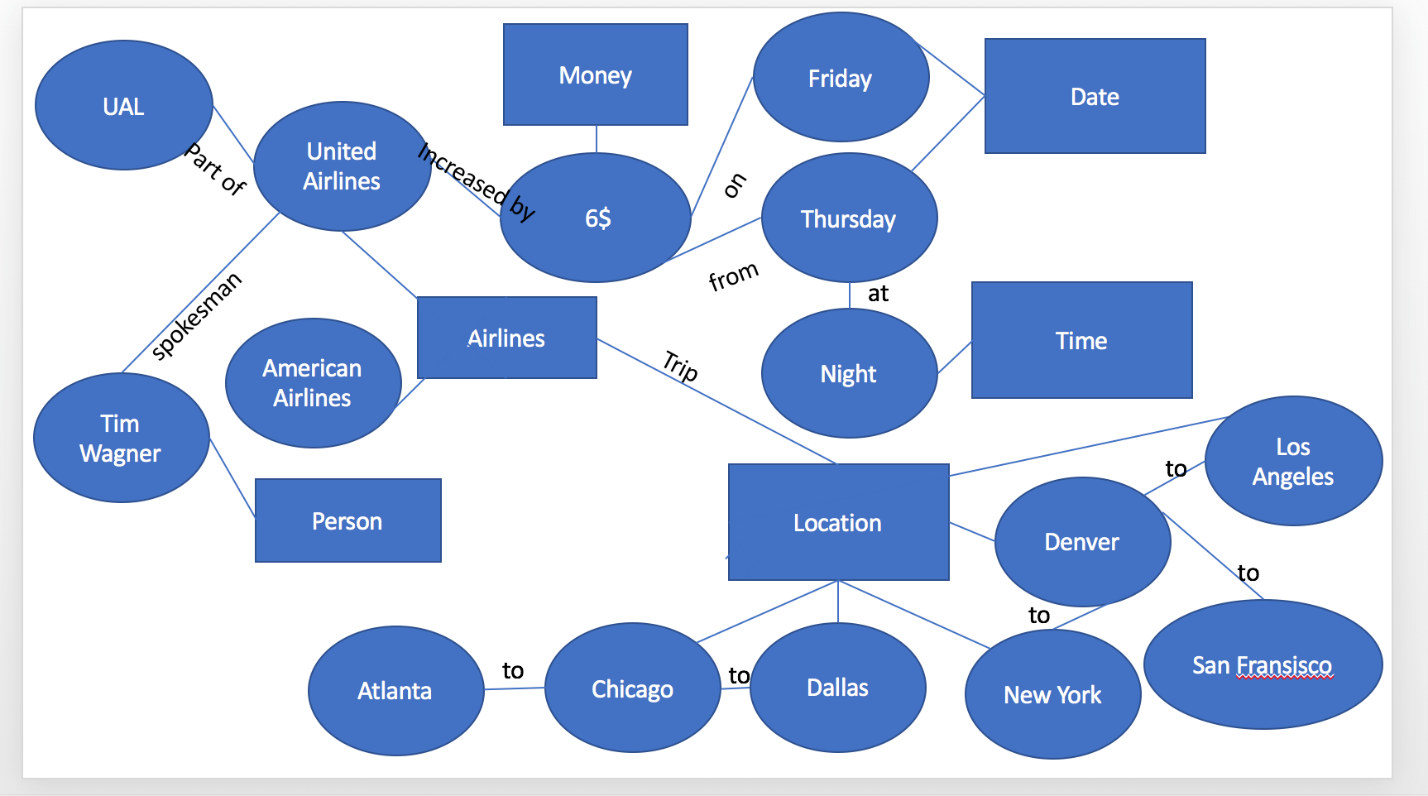 UAL
Part of
United
Airlines
Increased by
Money
6$
on
Friday
Date
from
Thursday
at
Night
Time
spokesman
Airlines
American
Airlines
Trip
Tim
Wagner
Person
Location
Los
Angeles
to
Denver
to
to
San Fransisco
Atlanta
to
Chicago
to
Dallas
New York